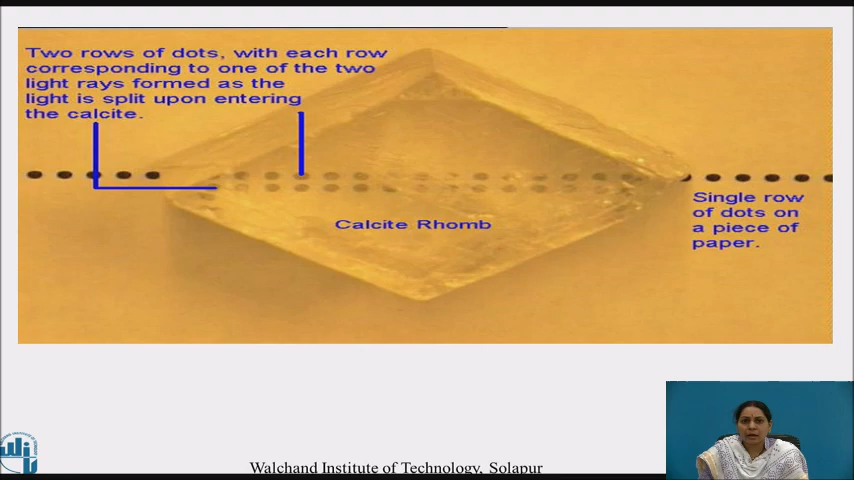 Two rows of dots, with each row
corresponding to one of the two
light rays formed as the
light is split upon entering
the calcite.
Single row
of dots on
a piece of
paper.
Calcite Rhomb
Walchand Institute of Technology, Solapur